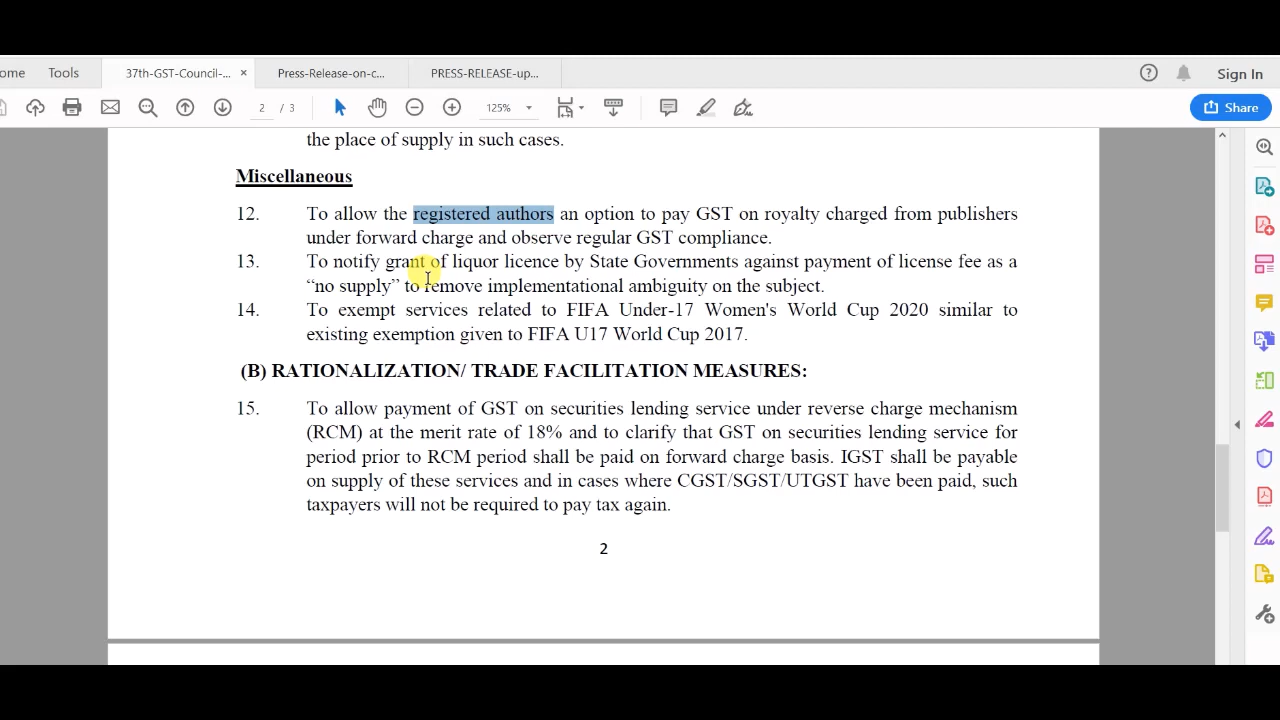 ome
Tools
37th-GST-Council-...
×
Press-Release-on-c...
PRESS-RELEASE-up...
Sign In
2 / 3
125%
Share
the place of supply in such cases.
Miscellaneous
12. To allow the registered authors an option to pay GST on royalty charged from publishers
under forward charge and observe regular GST compliance.
13. To notify grant of liquor licence by State Governments against payment of license fee as a
“no supply” to remove implementational ambiguity on the subject.
14. To exempt services related to FIFA Under-17 Women's World Cup 2020 similar to
existing exemption given to FIFA U17 World Cup 2017.
(B) RATIONALIZATION/ TRADE FACILITATION MEASURES:
15. To allow payment of GST on securities lending service under reverse charge mechanism
(RCM) at the merit rate of 18% and to clarify that GST on securities lending service for
period prior to RCM period shall be paid on forward charge basis. IGST shall be payable
on supply of these services and in cases where CGST/SGST/UTGST have been paid, such
taxpayers will not be required to pay tax again.
2